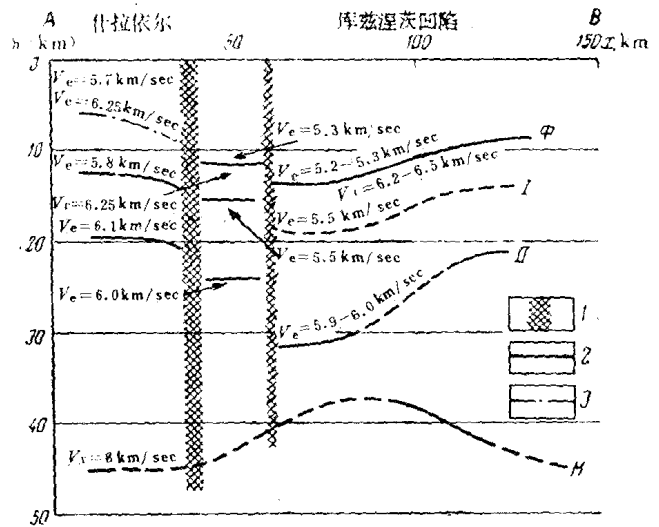 A 什拉依尔 库兹涅茨凹陷 B
h (km) 50 100 150x, km
0
Ve=5.7 km/sec
Ve=6.25 km/sec
Ve=5.3 km/sec
10
Ve=5.8 km/sec
Ve=5.2–5.3 km/sec
Ф
Vr=6.25 km/sec
Vr=6.2–6.5 km/sec
I
Ve=6.1 km/sec
Ve=5.5 km/sec
20
Ve=5.5 km/sec
II
Ve=6.0 km/sec
Ve=5.9–6.0 km/sec
1
30
2
3
40
Vr=8 km/sec
M
50